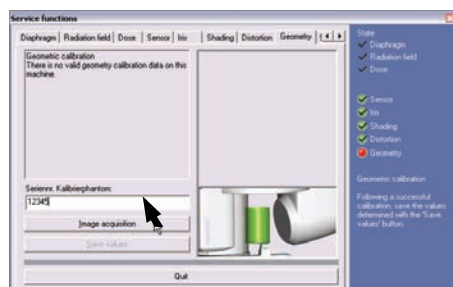 Service functions
Diaphragm Radiation field Dose Sensor Iris Shading Distortion Geometry
Geometric calibration
There is no valid geometry calibration data on this
machine.
Seriennr. Kalibrierphantom:
12345
Image acquisition
Save values
Quit
State
Diaphragm
Radiation field
Dose
Sensor
Iris
Shading
Distortion
Geometry
Geometric calibration
Following is successful
calibration, save the values
determined with the 'Save
values' button.